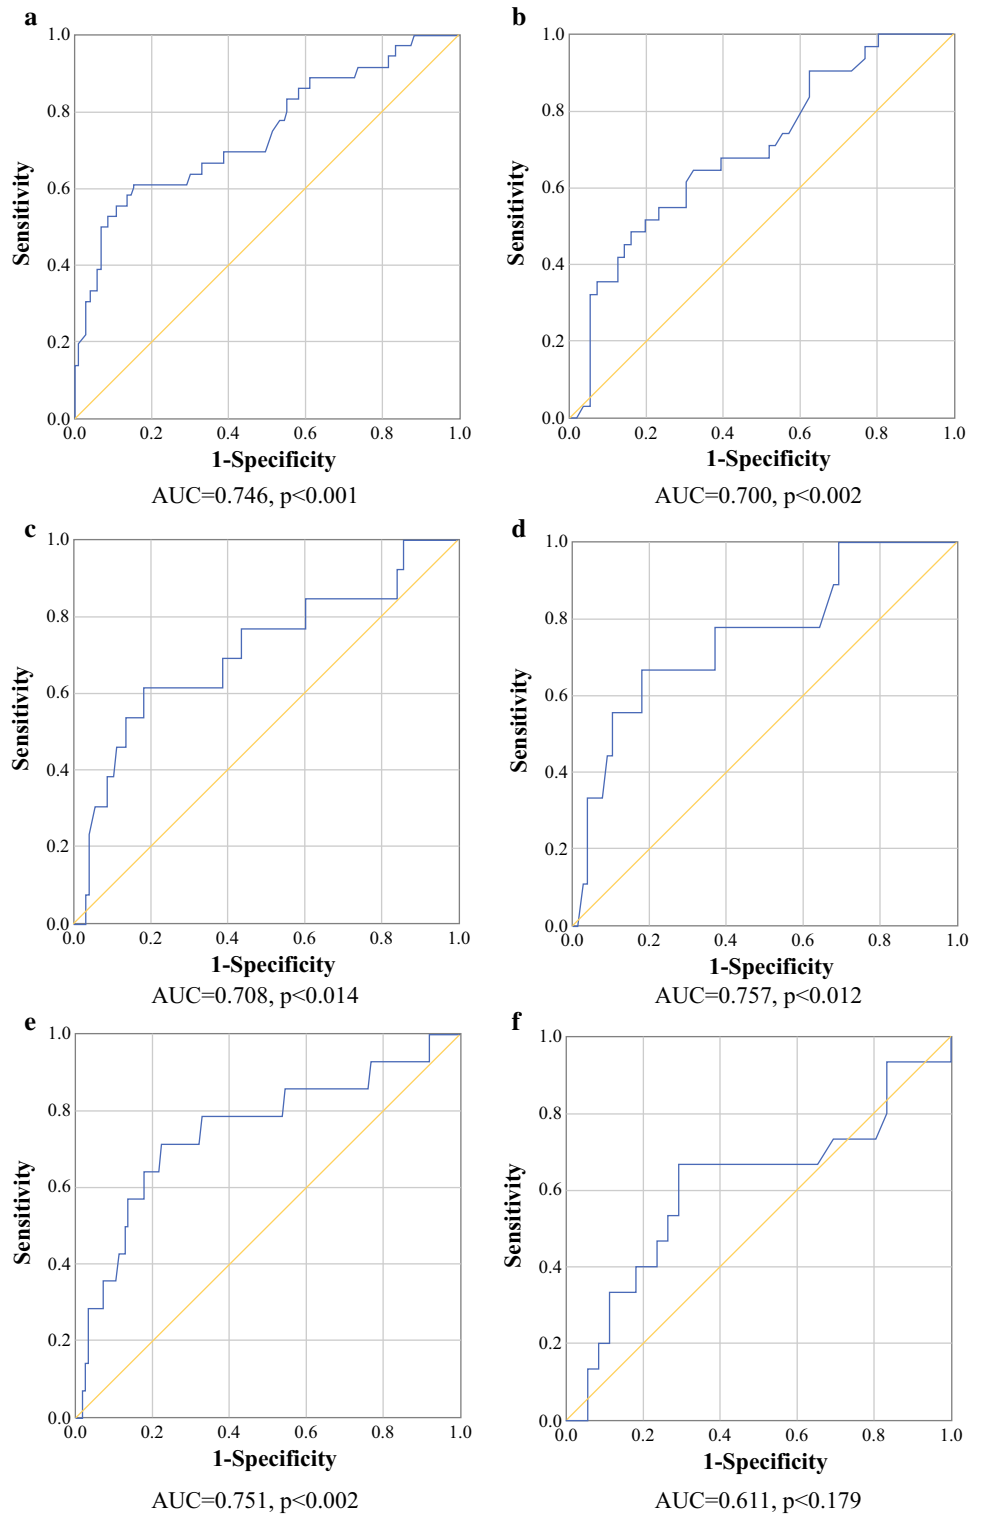 a
1.0
0.8
0.6
0.4
0.2
0.0
Sensitivity
0.0 0.2 0.4 0.6 0.8 1.0
1-Specificity
AUC=0.746, p<0.001
b
1.0
0.8
0.6
0.4
0.2
0.0
Sensitivity
0.0 0.2 0.4 0.6 0.8 1.0
1-Specificity
AUC=0.700, p<0.002
c
1.0
0.8
0.6
0.4
0.2
0.0
Sensitivity
0.0 0.2 0.4 0.6 0.8 1.0
1-Specificity
AUC=0.708, p<0.014
d
1.0
0.8
0.6
0.4
0.2
0.0
Sensitivity
0.0 0.2 0.4 0.6 0.8 1.0
1-Specificity
AUC=0.757, p<0.012
e
1.0
0.8
0.6
0.4
0.2
0.0
Sensitivity
0.0 0.2 0.4 0.6 0.8 1.0
1-Specificity
AUC=0.751, p<0.002
f
1.0
0.8
0.6
0.4
0.2
0.0
Sensitivity
0.0 0.2 0.4 0.6 0.8 1.0
1-Specificity
AUC=0.611, p<0.179